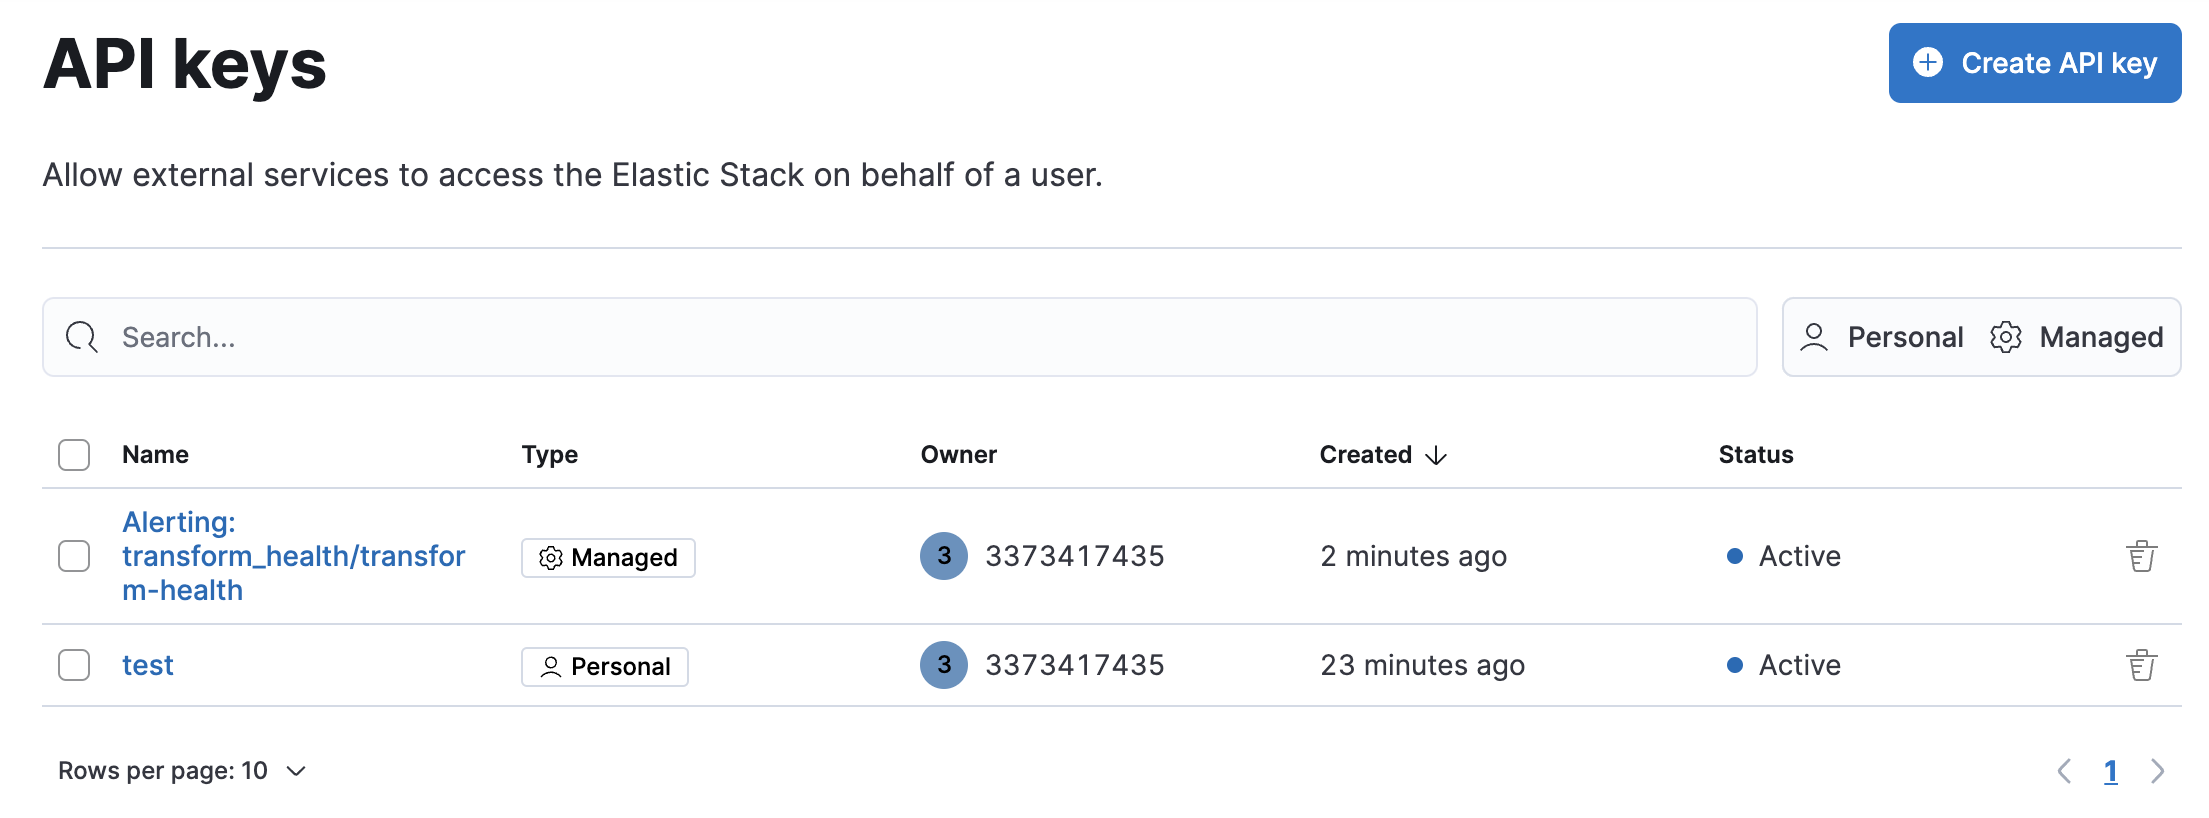 API keys
Create API key
Allow external services to access the Elastic Stack on behalf of a user.
Search...
Personal Managed
Name Type Owner Created Status
Alerting:
transform_health/transfor
m-health
Managed 3 3373417435 2 minutes ago Active
test Personal 3 3373417435 23 minutes ago Active
Rows per page: 10
1